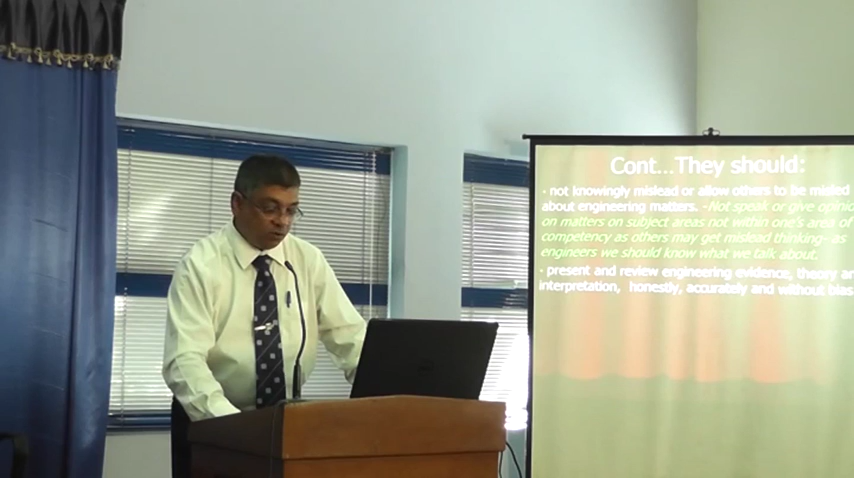 Cont...They should:
· not knowingly mislead or allow others to be misled
about engineering matters. -Not speak or give opinio
on matters on subject areas not within one's area of
competency as others may get mislead thinking- as
engineers we should know what we talk about.
· present and review engineering evidence, theory an
interpretation, honestly, accurately and without bias